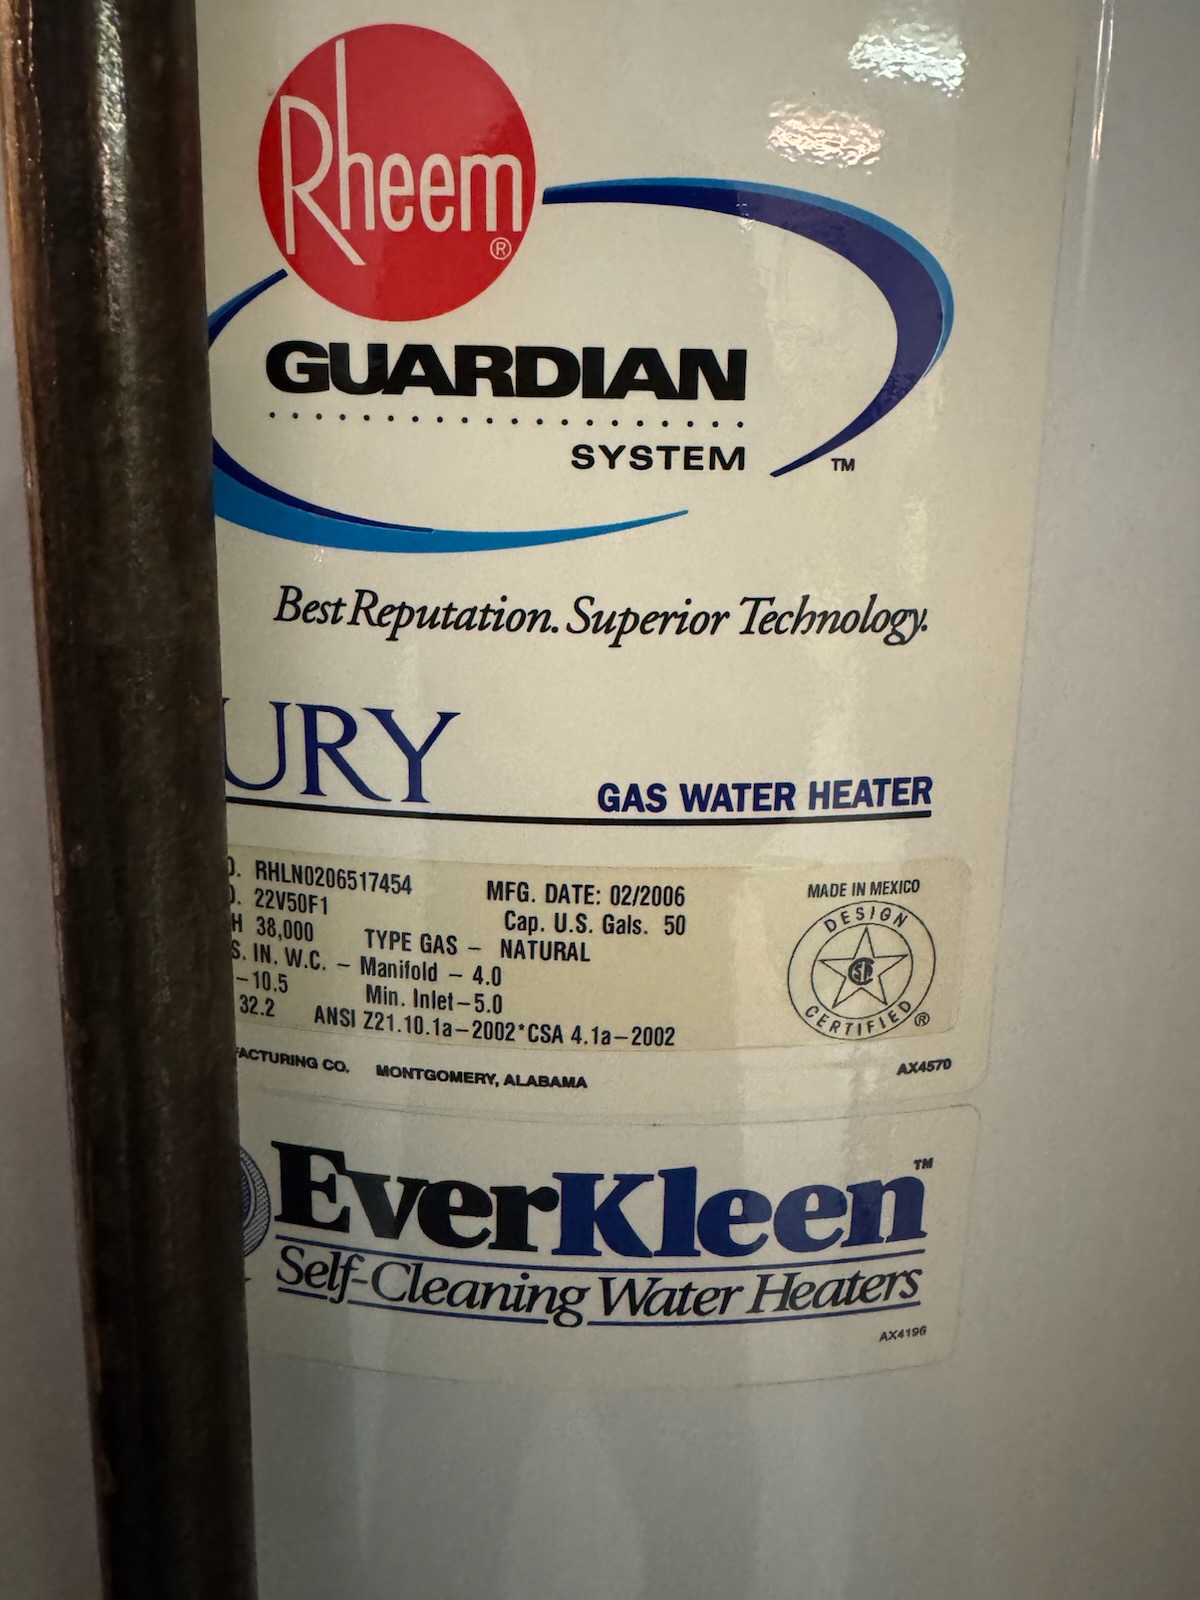 Rheem®
GUARDIAN
SYSTEM ™
Best Reputation. Superior Technology.
URY
GAS WATER HEATER
. RHLN0206517454 MFG. DATE: 02/2006
. 22V50F1 Cap. U.S. Gals. 50
H 38,000 TYPE GAS – NATURAL
S. IN. W.C. – Manifold – 4.0
–10.5 Min. Inlet–5.0
32.2 ANSI Z21.10.1a–2002*CSA 4.1a–2002
MADE IN MEXICO
DESIGN
SA
CERTIFIED ®
FACTURING CO. MONTGOMERY, ALABAMA
AX4570
EverKleen™
Self-Cleaning Water Heaters
AX4196